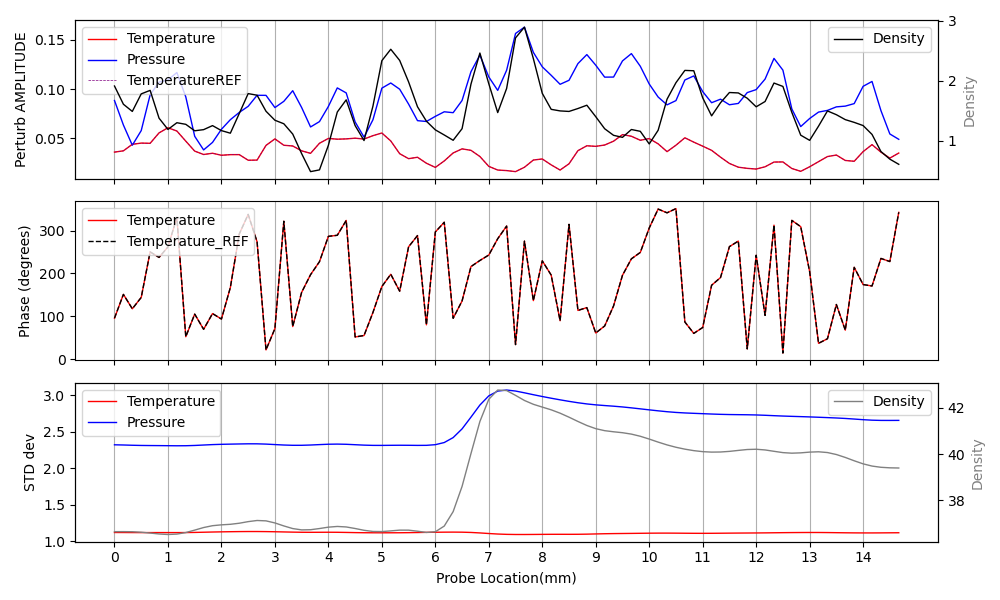 Perturb AMPLITUDE
0.15
0.10
0.05
Temperature
Pressure
TemperatureREF
Density
3
2
1
Density
Phase (degrees)
300
200
100
0
Temperature
Temperature_REF
STD dev
3.0
2.5
2.0
1.5
1.0
Temperature
Pressure
Density
42
40
38
Density
0 1 2 3 4 5 6 7 8 9 10 11 12 13 14
Probe Location(mm)